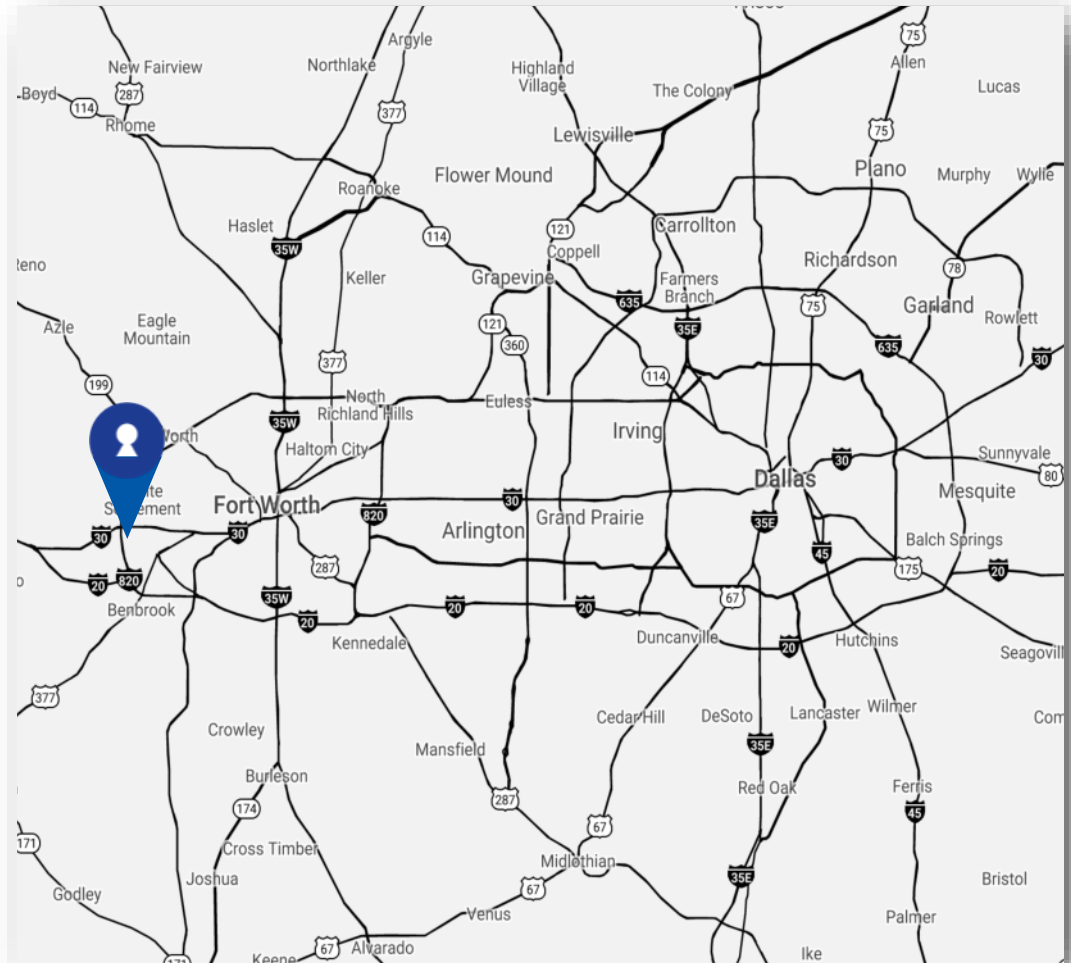 Argyle
75
New Fairview
Northlake
Highland
Village
Allen
Boyd
287
The Colony
Lucas
114
377
Rhome
Lewisville
75
Roanoke
Flower Mound
Plano
Murphy
Wylie
Haslet
114
121
Carrollton
35W
Coppell
Richardson
78
Keller
Grapevine
Farmers
Branch
635
75
Garland
Azle
Eagle
Mountain
121
360
35E
Rowlett
635
30
377
199
114
North
Richland Hills
Euless
35W
Irving
Haltom City
30
Sunnyvale
80
Dallas
Mesquite
Fort Worth
30
820
Arlington
Grand Prairie
35E
30
30
45
Balch Springs
287
175
20
20
820
Benbrook
35W
67
20
20
20
Kennedale
Duncanville
20
Hutchins
377
Crowley
Mansfield
Cedar Hill
DeSoto
Lancaster
Wilmer
35E
Burleson
Red Oak
Ferris
174
287
45
171
Cross Timber
67
Joshua
Midlothian
35E
Godley
67
Bristol
Venus
Palmer
67
Alvarado
Keene
Ike
171